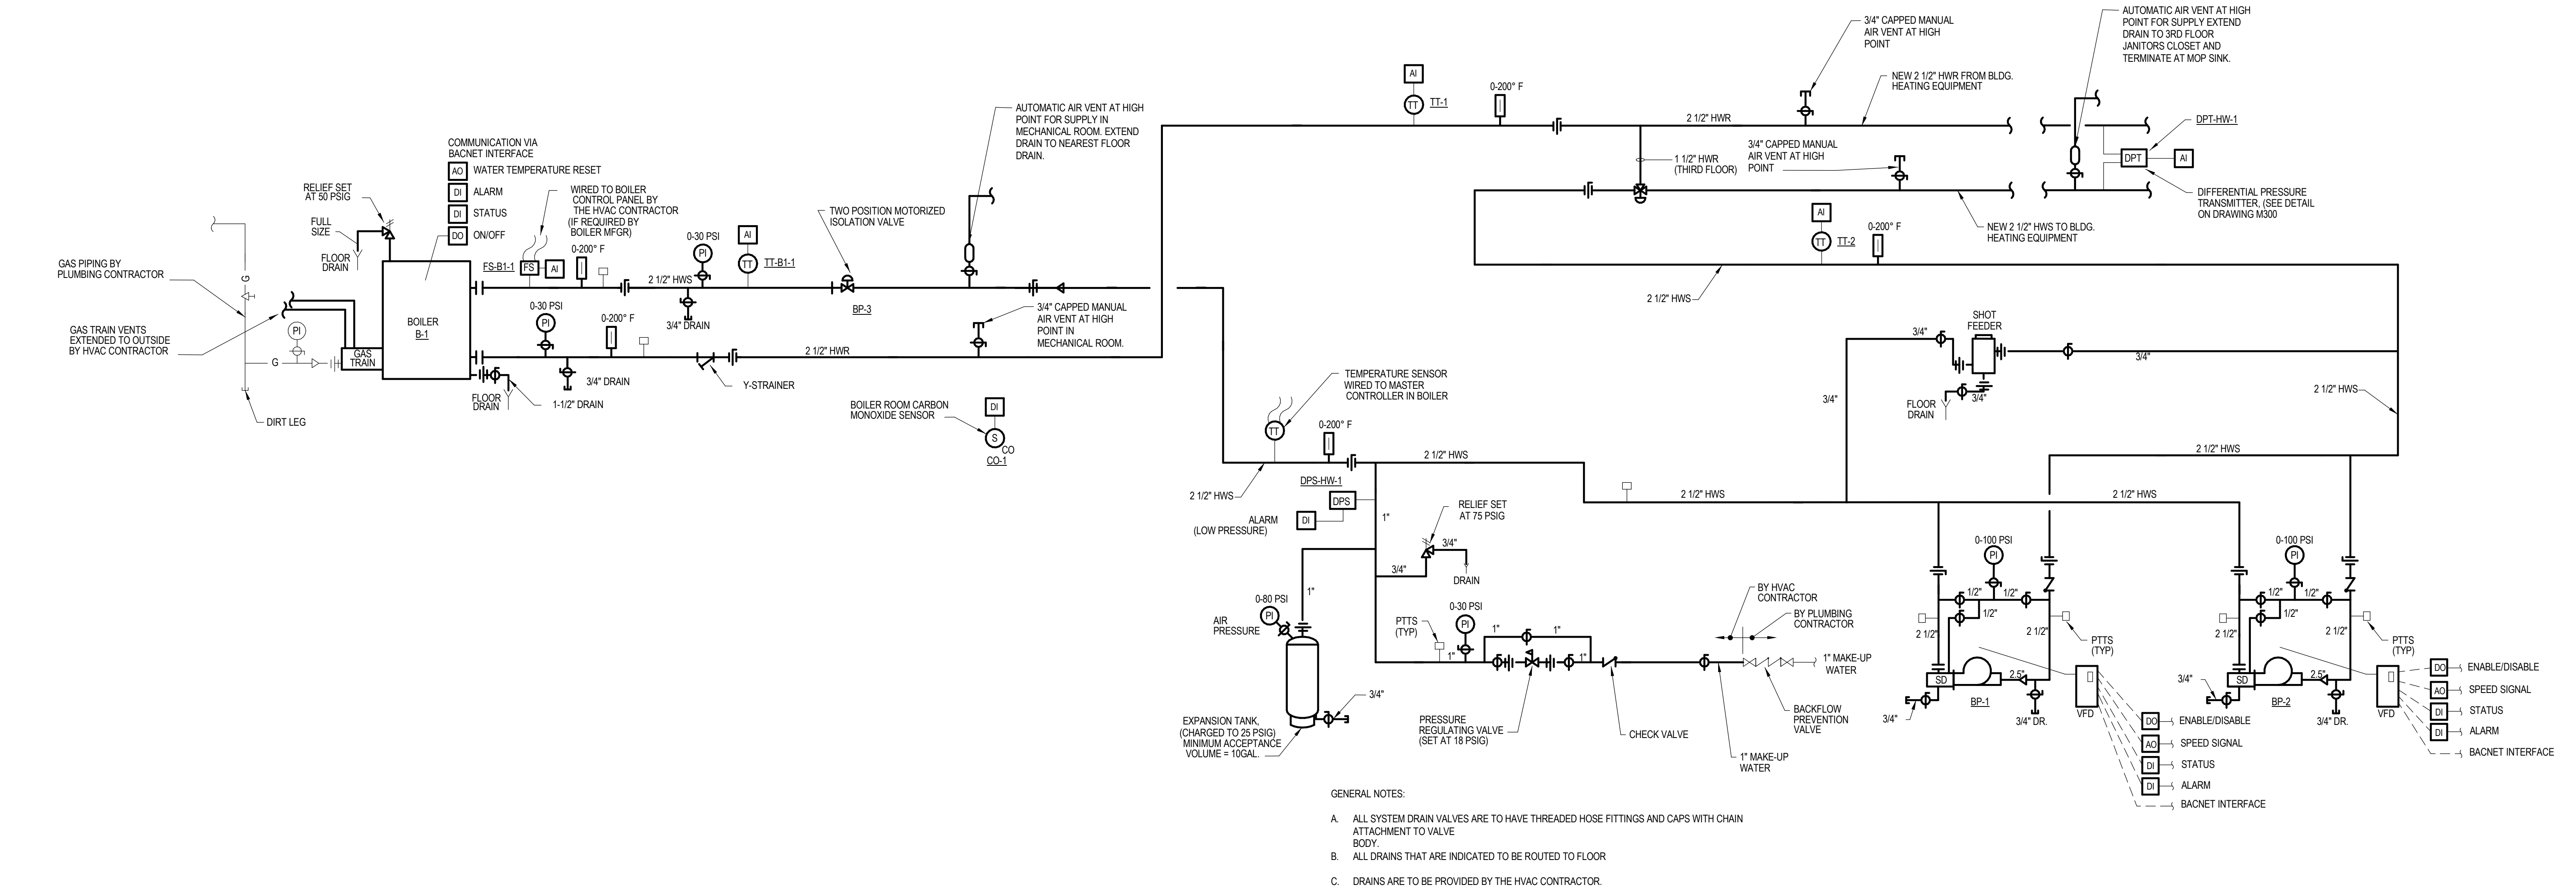 COMMUNICATION VIA
BACNET INTERFACE
AO WATER TEMPERATURE RESET
DI ALARM
DI STATUS
DO ON/OFF
RELIEF SET
AT 50 PSIG
FULL
SIZE
FLOOR
DRAIN
GAS PIPING BY
PLUMBING CONTRACTOR
GAS TRAIN VENTS
EXTENDED TO OUTSIDE
BY HVAC CONTRACTOR
G
PI
G
DIRT LEG
GAS
TRAIN
BOILER
B-1
WIRED TO BOILER
CONTROL PANEL BY
THE HVAC CONTRACTOR
(IF REQUIRED BY
BOILER MFGR)
FS-B1-1
FS
AI
0-200° F
0-30 PSI
PI
2 1/2" HWS
AI
TT
TT-B1-1
3/4" DRAIN
0-30 PSI
PI
0-200° F
3/4" DRAIN
FLOOR
DRAIN
1-1/2" DRAIN
Y-STRAINER
2 1/2" HWR
TWO POSITION MOTORIZED
ISOLATION VALVE
BP-3
AUTOMATIC AIR VENT AT HIGH
POINT FOR SUPPLY IN
MECHANICAL ROOM. EXTEND
DRAIN TO NEAREST FLOOR
DRAIN.
3/4" CAPPED MANUAL
AIR VENT AT HIGH
POINT IN
MECHANICAL ROOM.
BOILER ROOM CARBON
MONOXIDE SENSOR
DI
S
CO
CO-1
AI
TT
TT-1
0-200° F
2 1/2" HWR
3/4" CAPPED MANUAL
AIR VENT AT HIGH
POINT
NEW 2 1/2" HWR FROM BLDG.
HEATING EQUIPMENT
1 1/2" HWR
(THIRD FLOOR)
3/4" CAPPED MANUAL
AIR VENT AT HIGH
POINT
AUTOMATIC AIR VENT AT HIGH
POINT FOR SUPPLY EXTEND
DRAIN TO 3RD FLOOR
JANITORS CLOSET AND
TERMINATE AT MOP SINK.
DPT-HW-1
DPT
AI
DIFFERENTIAL PRESSURE
TRANSMITTER, (SEE DETAIL
ON DRAWING M300
NEW 2 1/2" HWS TO BLDG.
HEATING EQUIPMENT
AI
TT
TT-2
0-200° F
2 1/2" HWS
SHOT
FEEDER
3/4"
3/4"
3/4"
3/4"
FLOOR
DRAIN
2 1/2" HWS
2 1/2" HWS
TEMPERATURE SENSOR
WIRED TO MASTER
CONTROLLER IN BOILER
TT
0-200° F
2 1/2" HWS
2 1/2" HWS
2 1/2" HWS
2 1/2" HWS
DPS-HW-1
DPS
DI
ALARM
(LOW PRESSURE)
1"
RELIEF SET
AT 75 PSIG
3/4"
3/4"
DRAIN
1"
0-80 PSI
PI
AIR
PRESSURE
3/4"
EXPANSION TANK,
(CHARGED TO 25 PSIG)
MINIMUM ACCEPTANCE
VOLUME = 10GAL.
PTTS
(TYP)
0-30 PSI
PI
1"
1"
1"
1"
PRESSURE
REGULATING VALVE
(SET AT 18 PSIG)
CHECK VALVE
BY HVAC
CONTRACTOR
BY PLUMBING
CONTRACTOR
1" MAKE-UP
WATER
BACKFLOW
PREVENTION
VALVE
1" MAKE-UP
WATER
0-100 PSI
PI
1/2"
1/2"
1/2"
2 1/2"
2 1/2"
PTTS
(TYP)
SD
2.5"
BP-1
3/4"
3/4" DR.
VFD
DO ENABLE/DISABLE
AO SPEED SIGNAL
DI STATUS
DI ALARM
BACNET INTERFACE
0-100 PSI
PI
1/2"
1/2"
1/2"
2 1/2"
2 1/2"
PTTS
(TYP)
SD
2.5"
BP-2
3/4"
3/4" DR.
VFD
DO ENABLE/DISABLE
AO SPEED SIGNAL
DI STATUS
DI ALARM
BACNET INTERFACE
GENERAL NOTES:
A. ALL SYSTEM DRAIN VALVES ARE TO HAVE THREADED HOSE FITTINGS AND CAPS WITH CHAIN
ATTACHMENT TO VALVE
BODY.
B. ALL DRAINS THAT ARE INDICATED TO BE ROUTED TO FLOOR
C. DRAINS ARE TO BE PROVIDED BY THE HVAC CONTRACTOR.